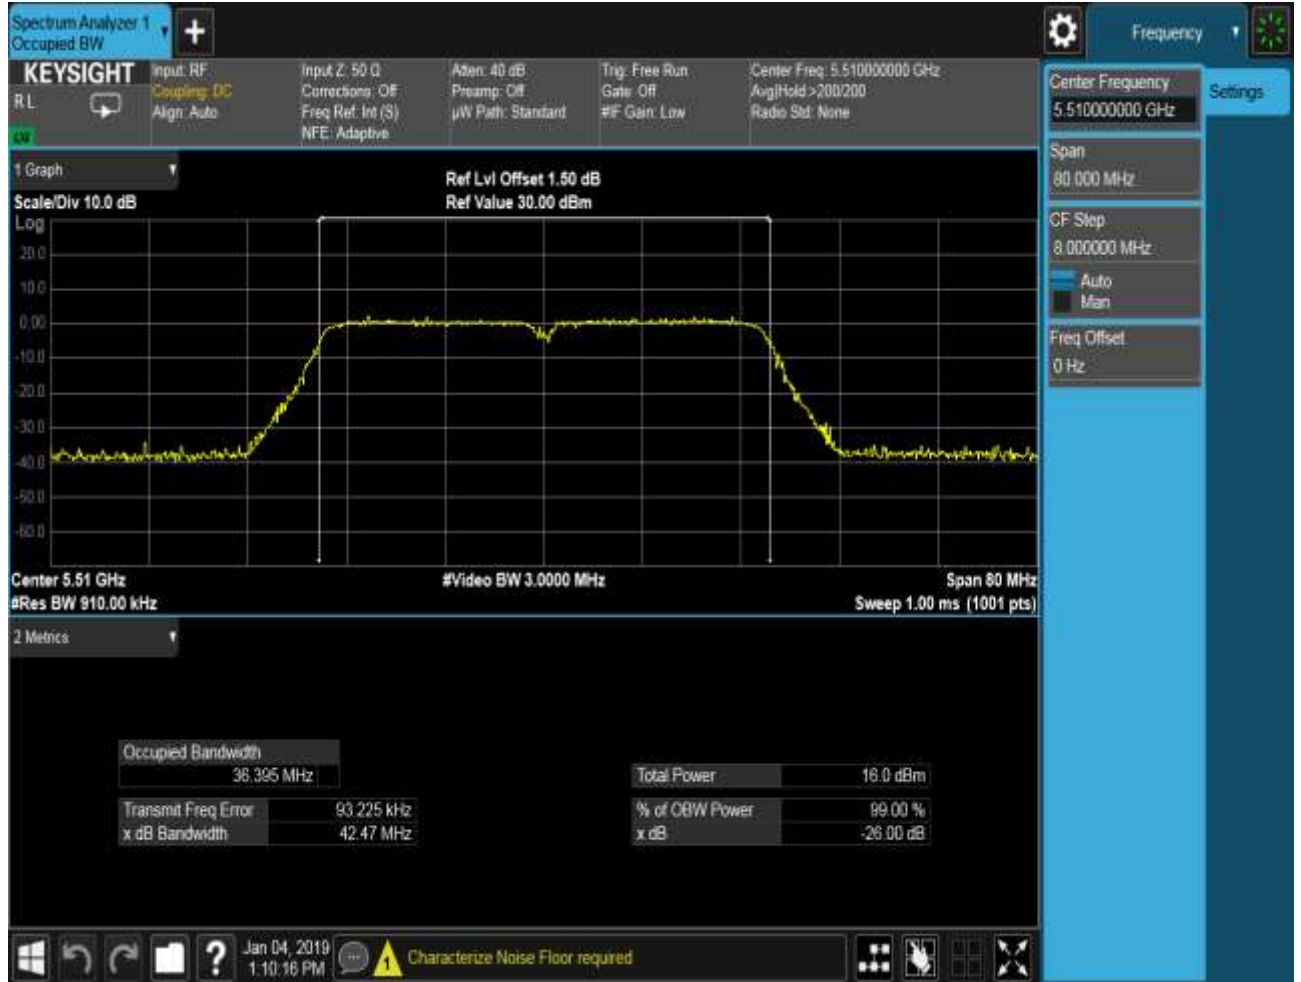 Spectrum Analyzer 1
Occupied BW
Frequency
KEYSIGHT
R L
Input: RF
Coupling: DC
Align: Auto
Input Z: 50 Ω
Corrections: Off
Freq Ref: Int (S)
NFE: Adaptive
Atten: 40 dB
Preamp: Off
µW Path: Standard
Trig: Free Run
Gate: Off
#IF Gain: Low
Center Freq: 5.510000000 GHz
Avg|Hold:>200/200
Radio Std: None
Center Frequency
5.510000000 GHz
Settings
Span
80.000 MHz
CF Step
8.000000 MHz
Auto
Man
Freq Offset
0 Hz
1 Graph
Ref Lvl Offset 1.50 dB
Scale/Div 10.0 dB
Ref Value 30.00 dBm
Log
20.0
10.0
0.00
-10.0
-20.0
-30.0
-40.0
-50.0
-60.0
Center 5.51 GHz
#Video BW 3.0000 MHz
Span 80 MHz
#Res BW 910.00 kHz
Sweep 1.00 ms (1001 pts)
2 Metrics
Occupied Bandwidth
36.395 MHz
Total Power 16.0 dBm
Transmit Freq Error 93.225 kHz
% of OBW Power 99.00 %
x dB Bandwidth 42.47 MHz
x dB -26.00 dB
Jan 04, 2019
1:10:16 PM
1
Characterize Noise Floor required